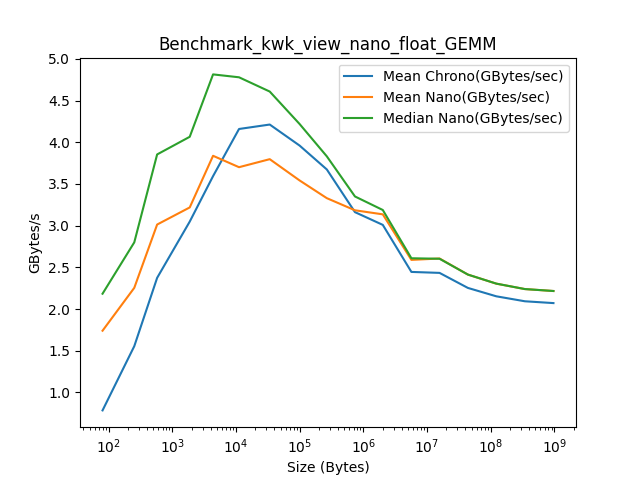 Benchmark_kwk_view_nano_float_GEMM
Mean Chrono(GBytes/sec)
Mean Nano(GBytes/sec)
Median Nano(GBytes/sec)
GBytes/s
5.0
4.5
4.0
3.5
3.0
2.5
2.0
1.5
1.0
10² 10³ 10⁴ 10⁵ 10⁶ 10⁷ 10⁸ 10⁹
Size (Bytes)